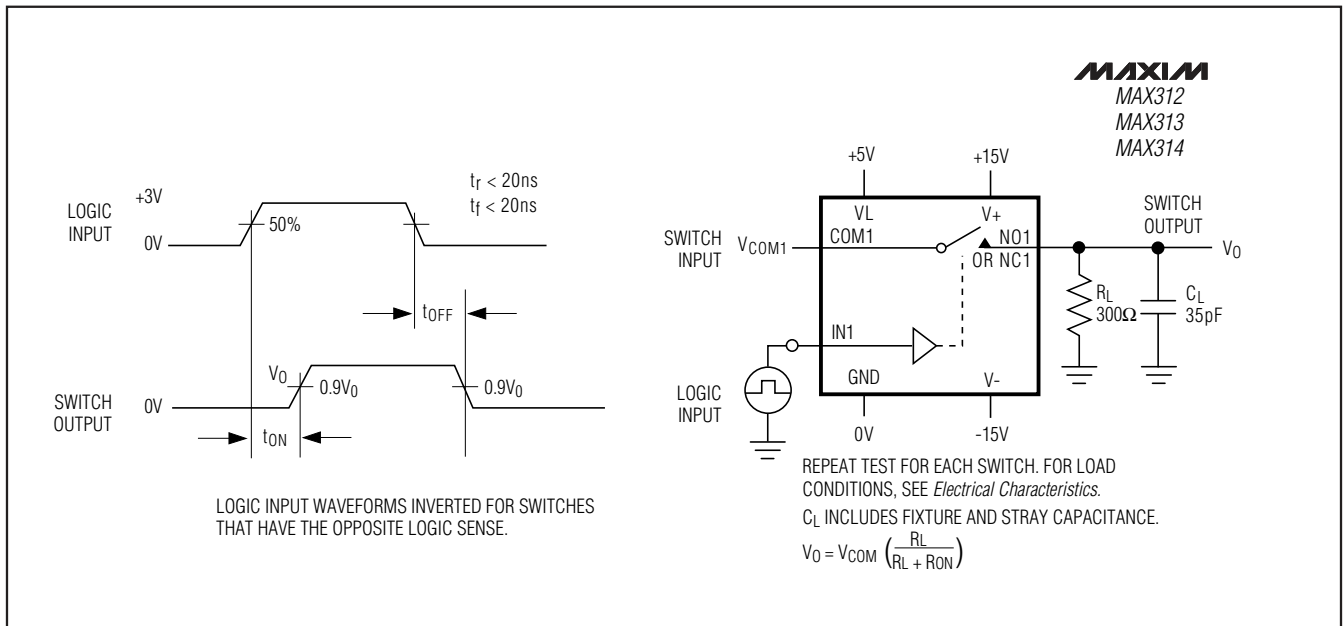 MAXIM
MAX312
MAX313
MAX314
LOGIC
INPUT
+3V
0V
50%
tr < 20ns
tf < 20ns
tOFF
SWITCH
OUTPUT
0V
VO
0.9V0
0.9V0
tON
LOGIC INPUT WAVEFORMS INVERTED FOR SWITCHES
THAT HAVE THE OPPOSITE LOGIC SENSE.
+5V
+15V
VL
V+
SWITCH
INPUT
VCOM1
COM1
NO1
OR NC1
SWITCH
OUTPUT
VO
RL
300Ω
CL
35pF
IN1
LOGIC
INPUT
GND
V-
0V
-15V
REPEAT TEST FOR EACH SWITCH. FOR LOAD
CONDITIONS, SEE Electrical Characteristics.
CL INCLUDES FIXTURE AND STRAY CAPACITANCE.
VO = VCOM (RL / RL + RON)